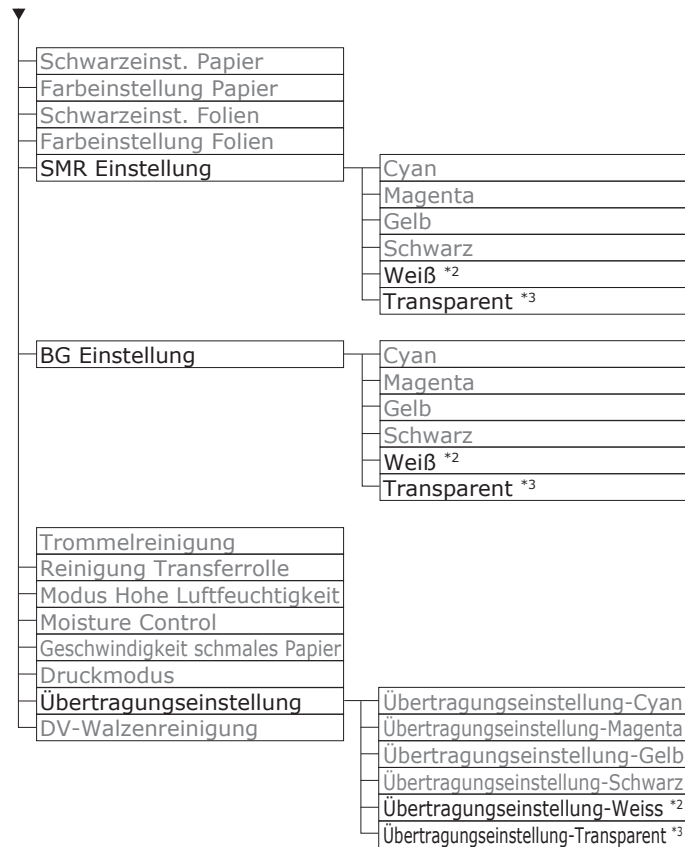 Schwarzeinst. Papier
Farbeinstellung Papier
Schwarzeinst. Folien
Farbeinstellung Folien
SMR Einstellung
Cyan
Magenta
Gelb
Schwarz
Weiß *2
Transparent *3
BG Einstellung
Cyan
Magenta
Gelb
Schwarz
Weiß *2
Transparent *3
Trommelreinigung
Reinigung Transferrolle
Modus Hohe Luftfeuchtigkeit
Moisture Control
Geschwindigkeit schmales Papier
Druckmodus
Übertragungseinstellung
DV-Walzenreinigung
Übertragungseinstellung-Cyan
Übertragungseinstellung-Magenta
Übertragungseinstellung-Gelb
Übertragungseinstellung-Schwarz
Übertragungseinstellung-Weiss *2
Übertragungseinstellung-Transparent *3